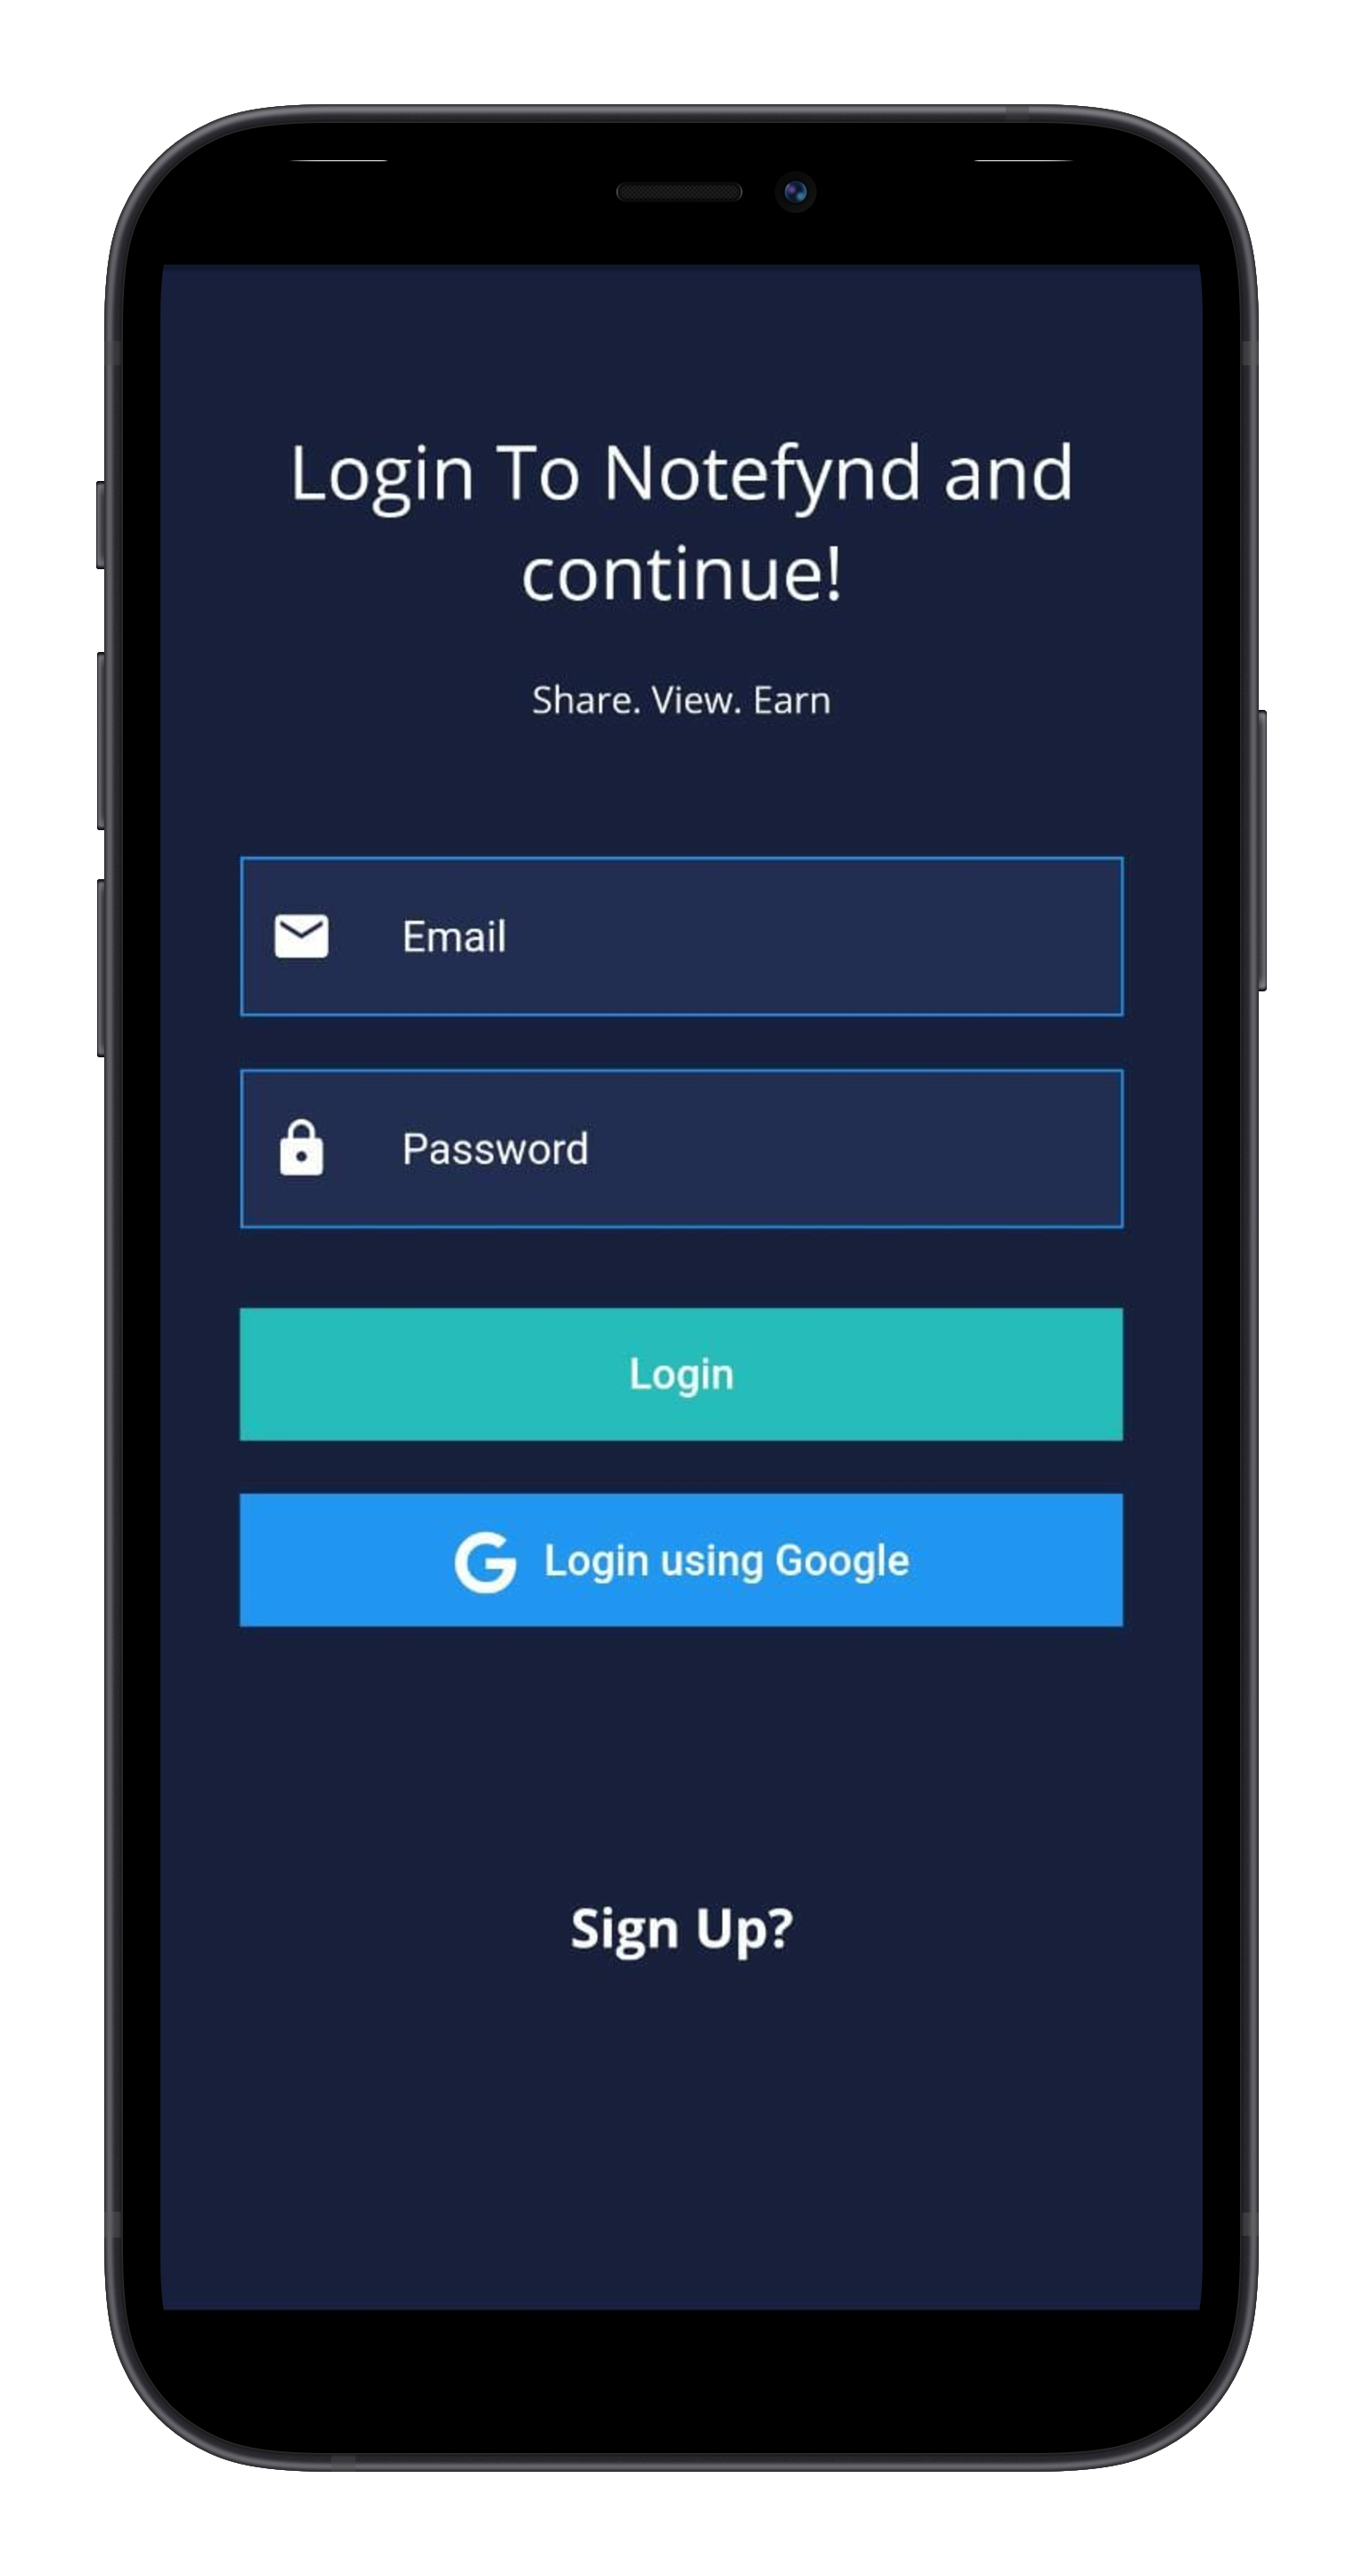 Login To Notefynd and
continue!
Share. View. Earn
Email
Password
Login
Login using Google
Sign Up?